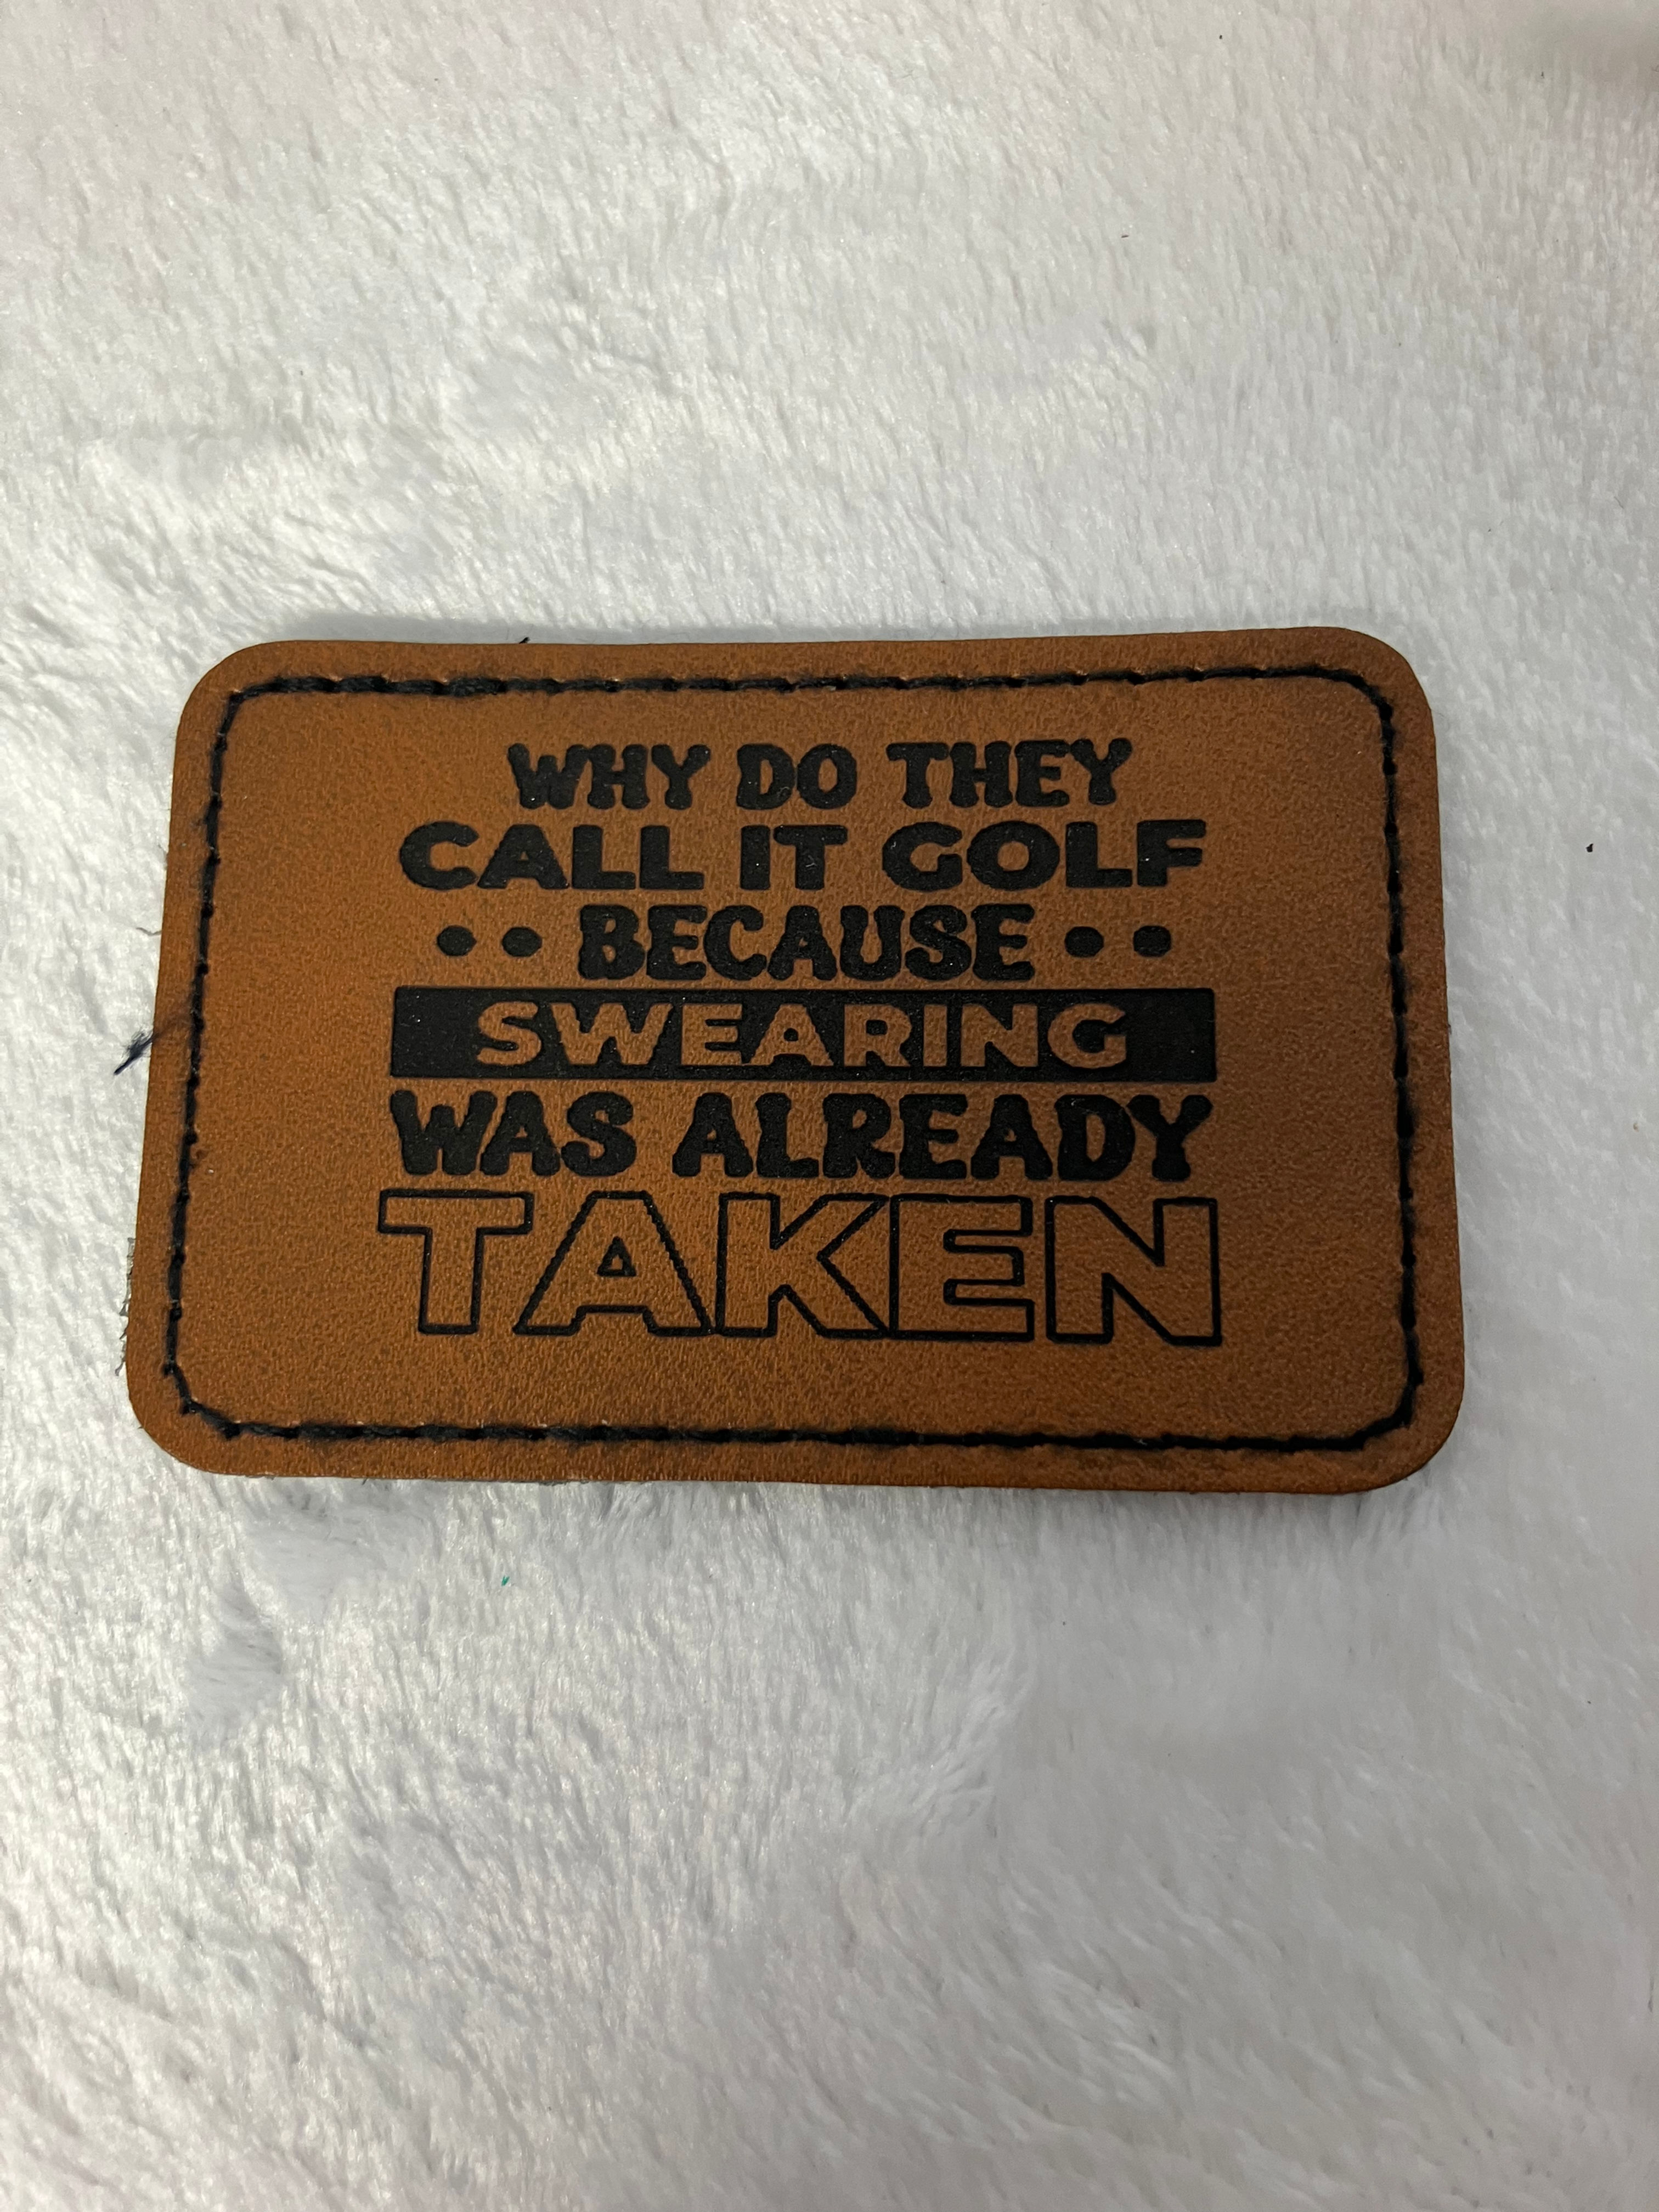 WHY DO THEY
CALL IT GOLF
•• BECAUSE ••
SWEARING
WAS ALREADY
TAKEN